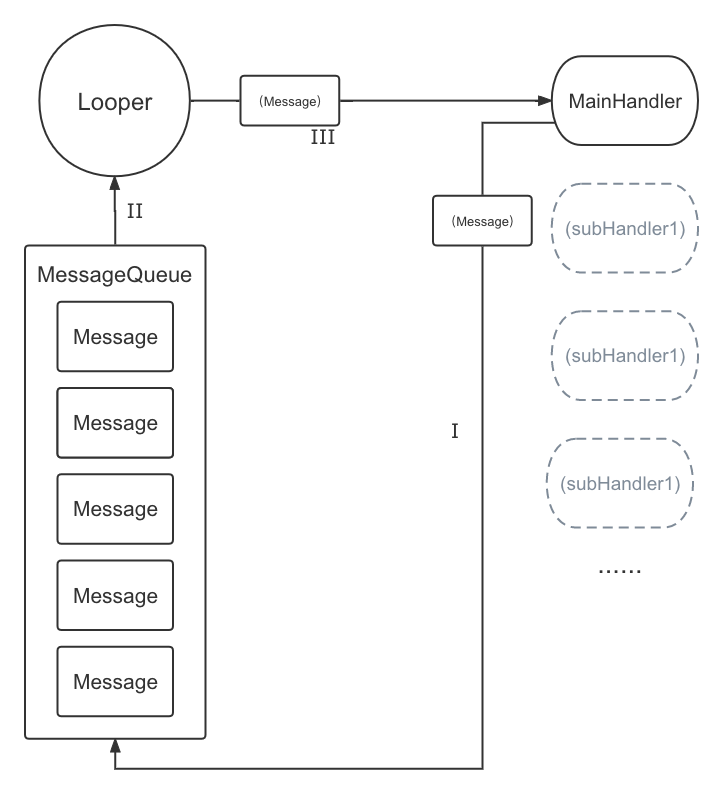 Looper
(Message)
MainHandler
III
II
(Message)
(subHandler1)
MessageQueue
Message
(subHandler1)
Message
I
(subHandler1)
Message
......
Message
Message